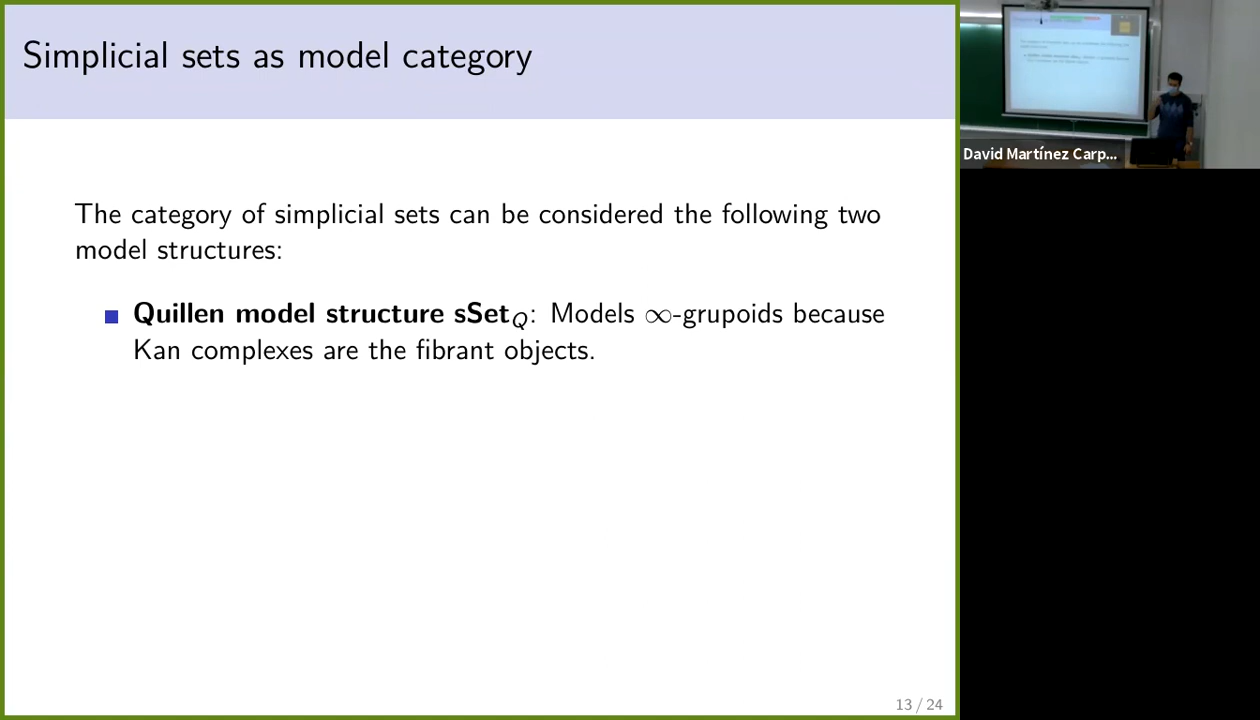 Simplicial sets as model category
The category of simplicial sets can be considered the following two
model structures:
Quillen model structure sSet_Q: Models ∞-grupoids because
Kan complexes are the fibrant objects.
13 / 24
David Martínez Carp...